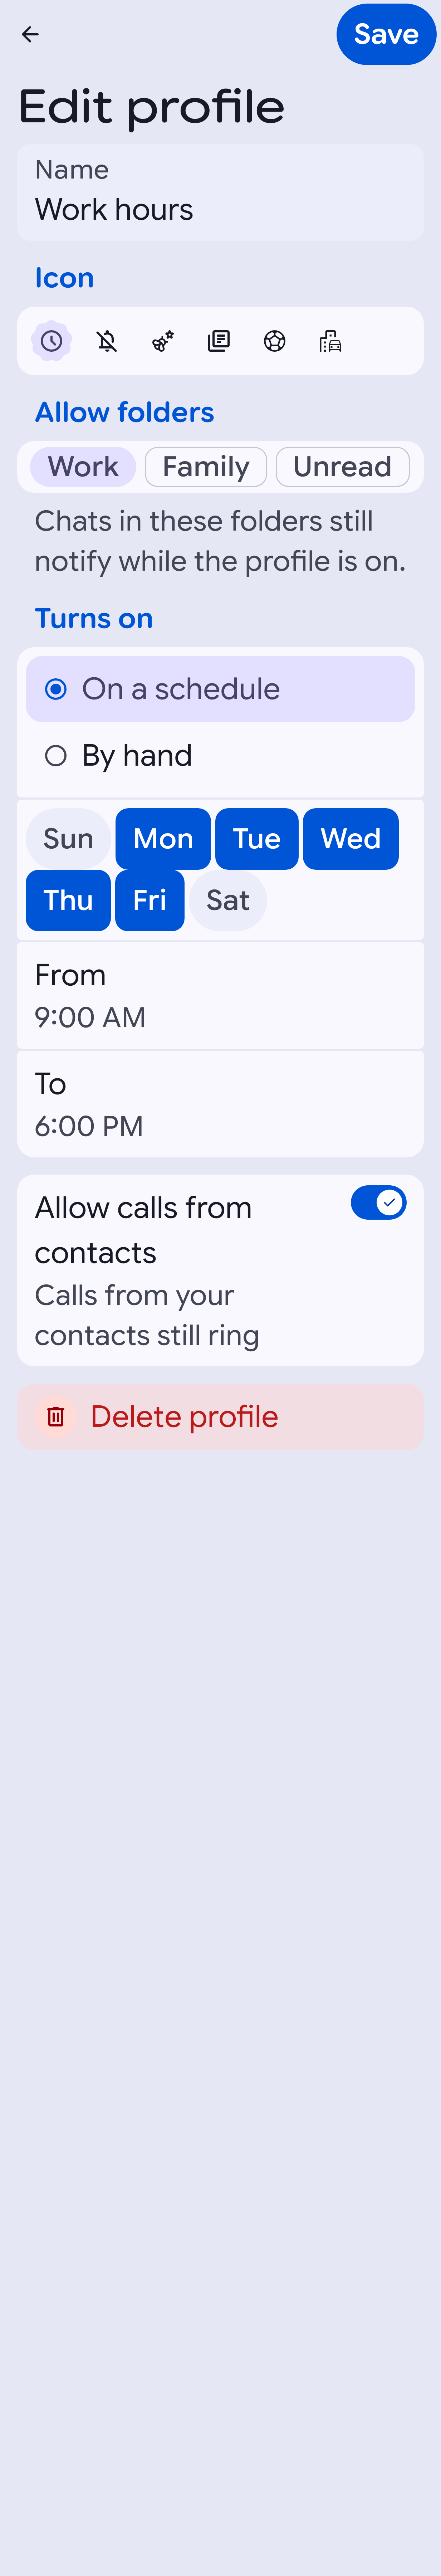 Save
Edit profile
Name
Work hours
Icon
Allow folders
Work Family Unread
Chats in these folders still
notify while the profile is on.
Turns on
On a schedule
By hand
Sun Mon Tue Wed
Thu Fri Sat
From
9:00 AM
To
6:00 PM
Allow calls from
contacts
Calls from your
contacts still ring
Delete profile